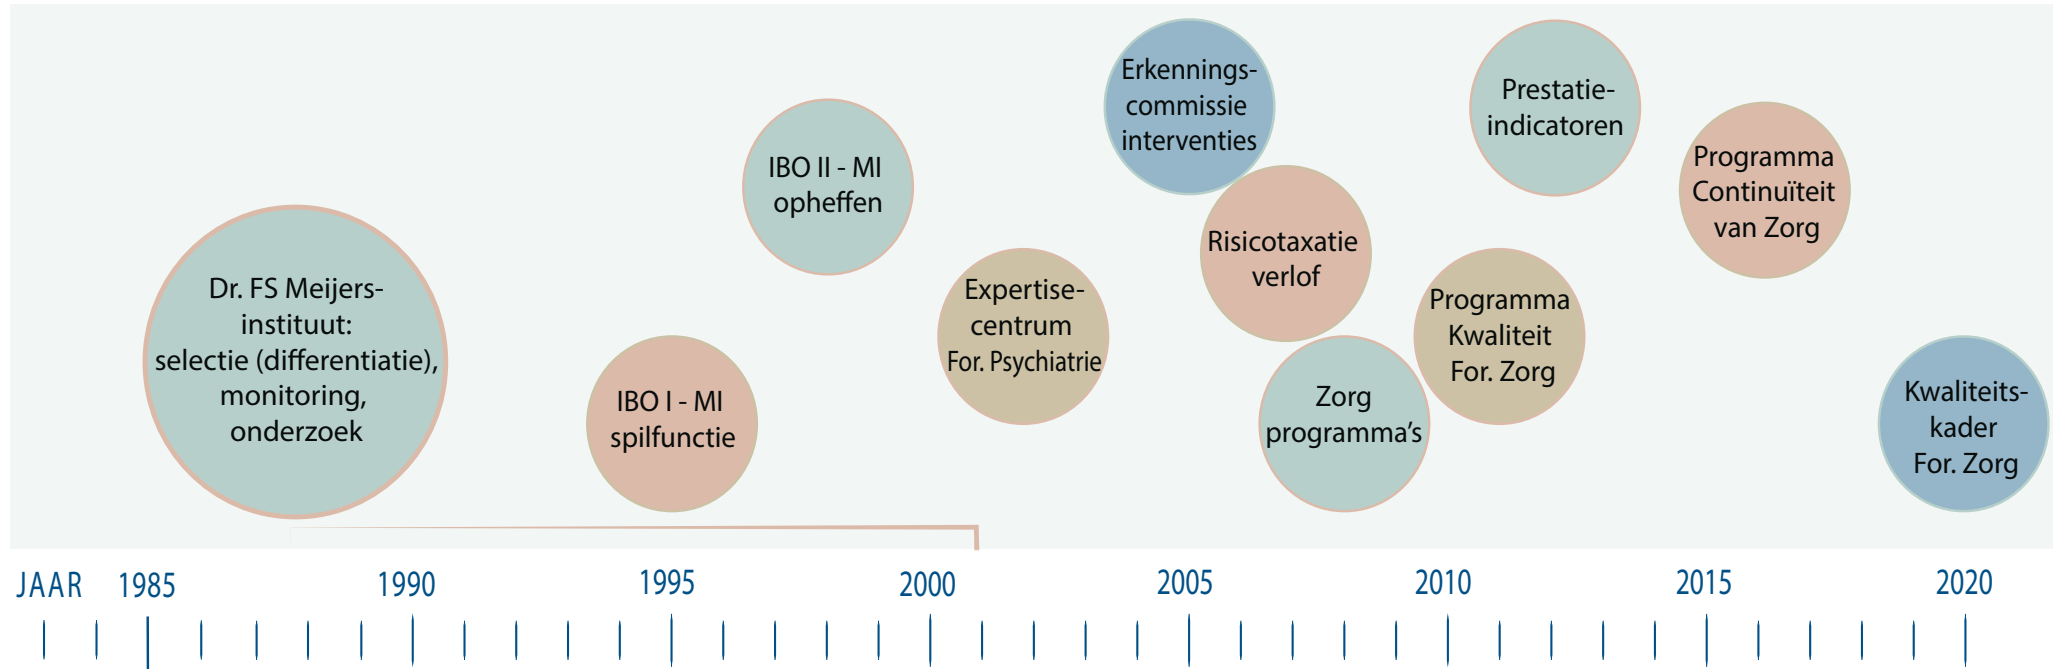 Dr. FS Meijers-
instituut:
selectie (differentiatie),
monitoring,
onderzoek
IBO I - MI
spilfunctie
IBO II - MI
opheffen
Expertise-
centrum
For. Psychiatrie
Erkennings-
commissie
interventies
Risicotaxatie
verlof
Zorg
programma's
Programma
Kwaliteit
For. Zorg
Prestatie-
indicatoren
Programma
Continuïteit
van Zorg
Kwaliteits-
kader
For. Zorg
JAAR 1985 1990 1995 2000 2005 2010 2015 2020